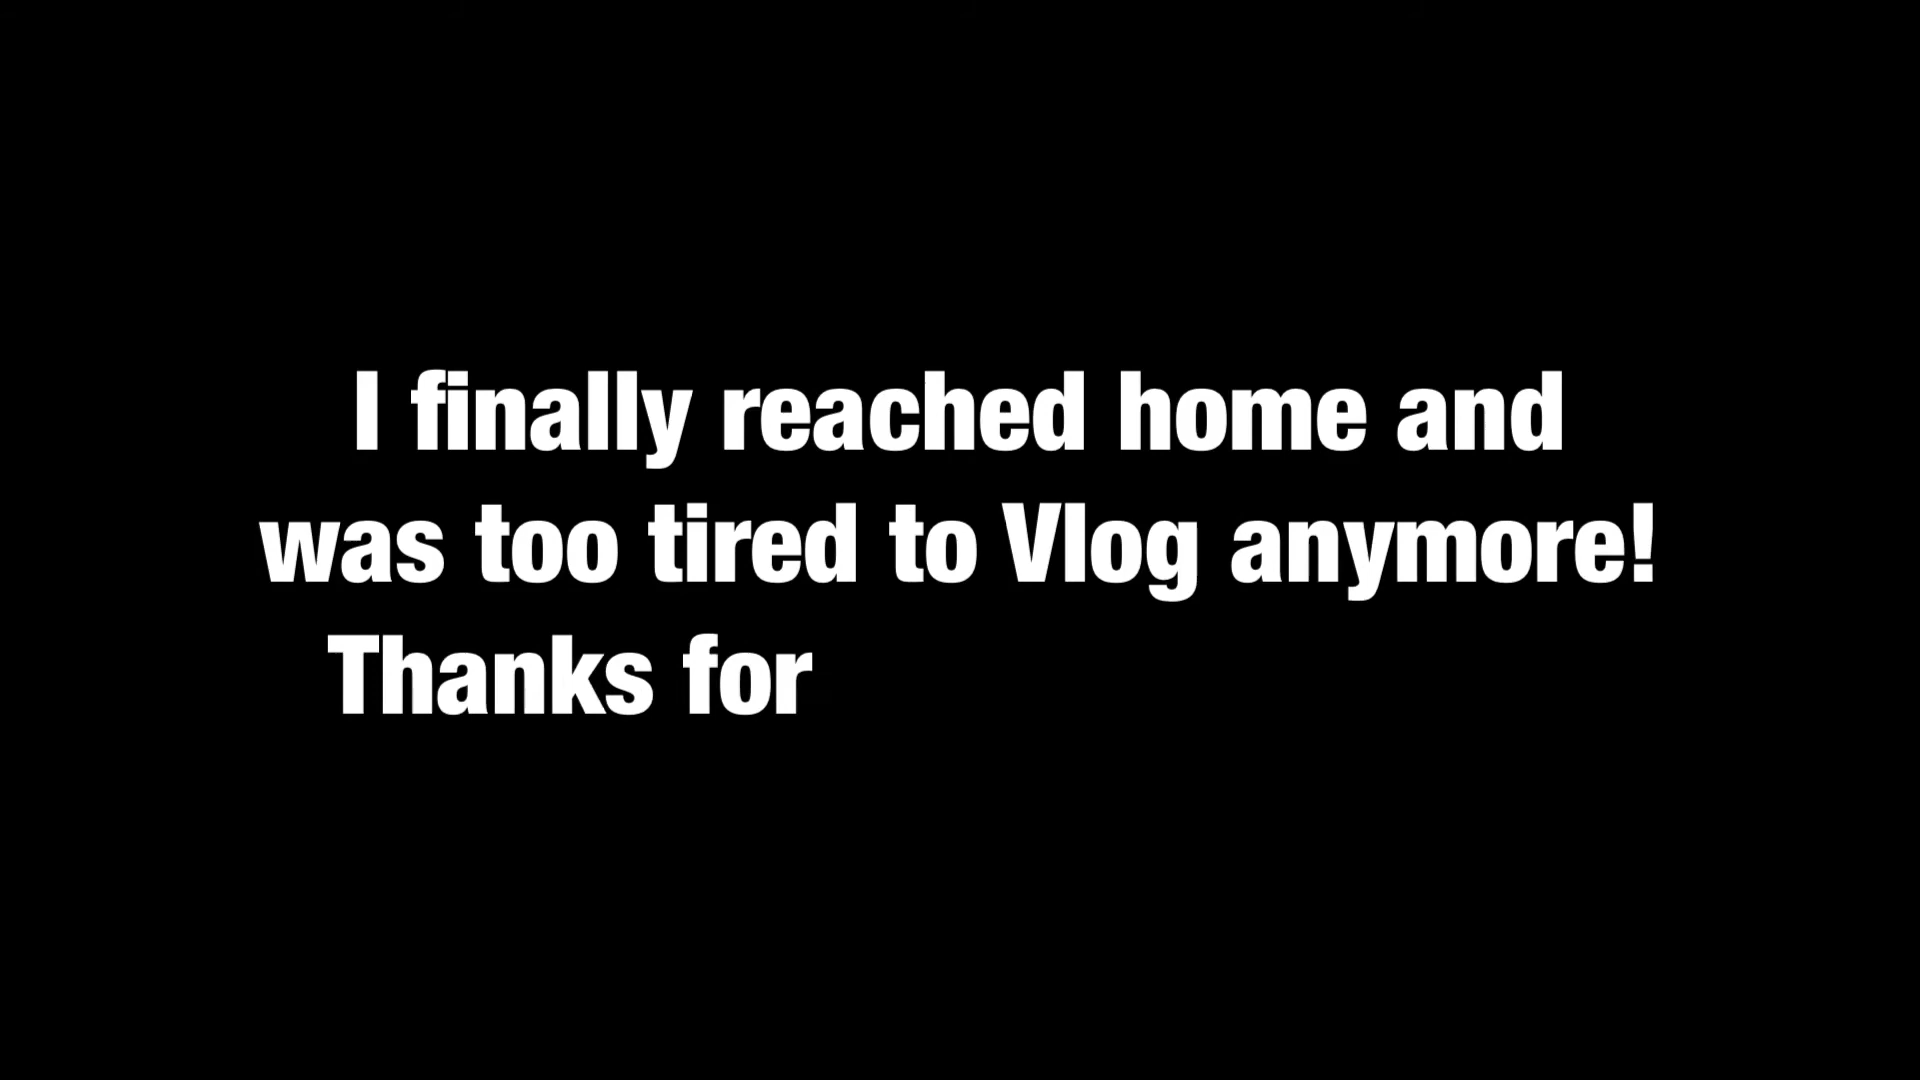 I finally reached home and
was too tired to Vlog anymore!
Thanks for